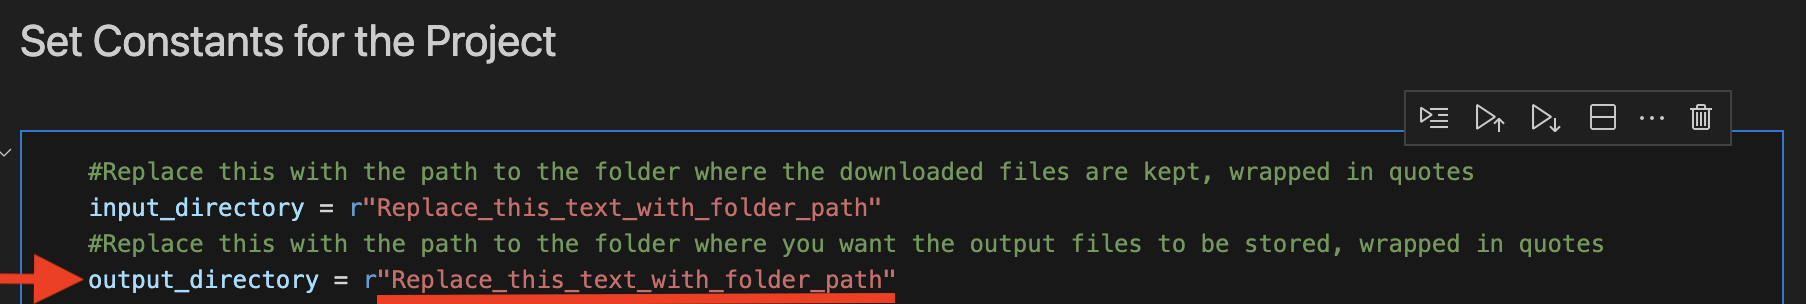 Set Constants for the Project
#Replace this with the path to the folder where the downloaded files are kept, wrapped in quotes
input_directory = r"Replace_this_text_with_folder_path"
#Replace this with the path to the folder where you want the output files to be stored, wrapped in quotes
output_directory = r"Replace_this_text_with_folder_path"